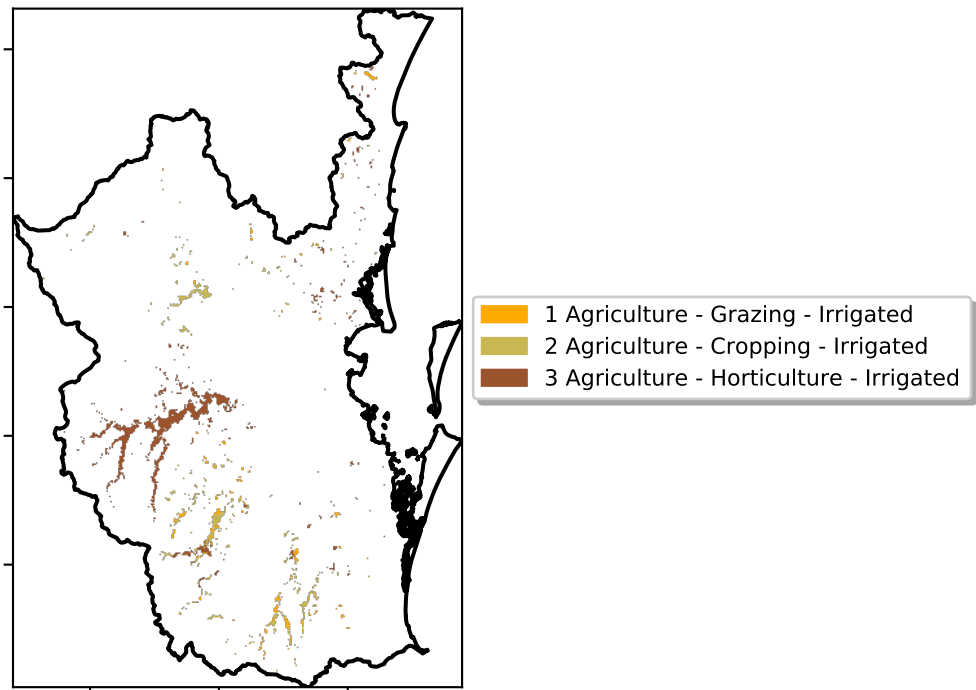 1 Agriculture - Grazing - Irrigated
2 Agriculture - Cropping - Irrigated
3 Agriculture - Horticulture - Irrigated